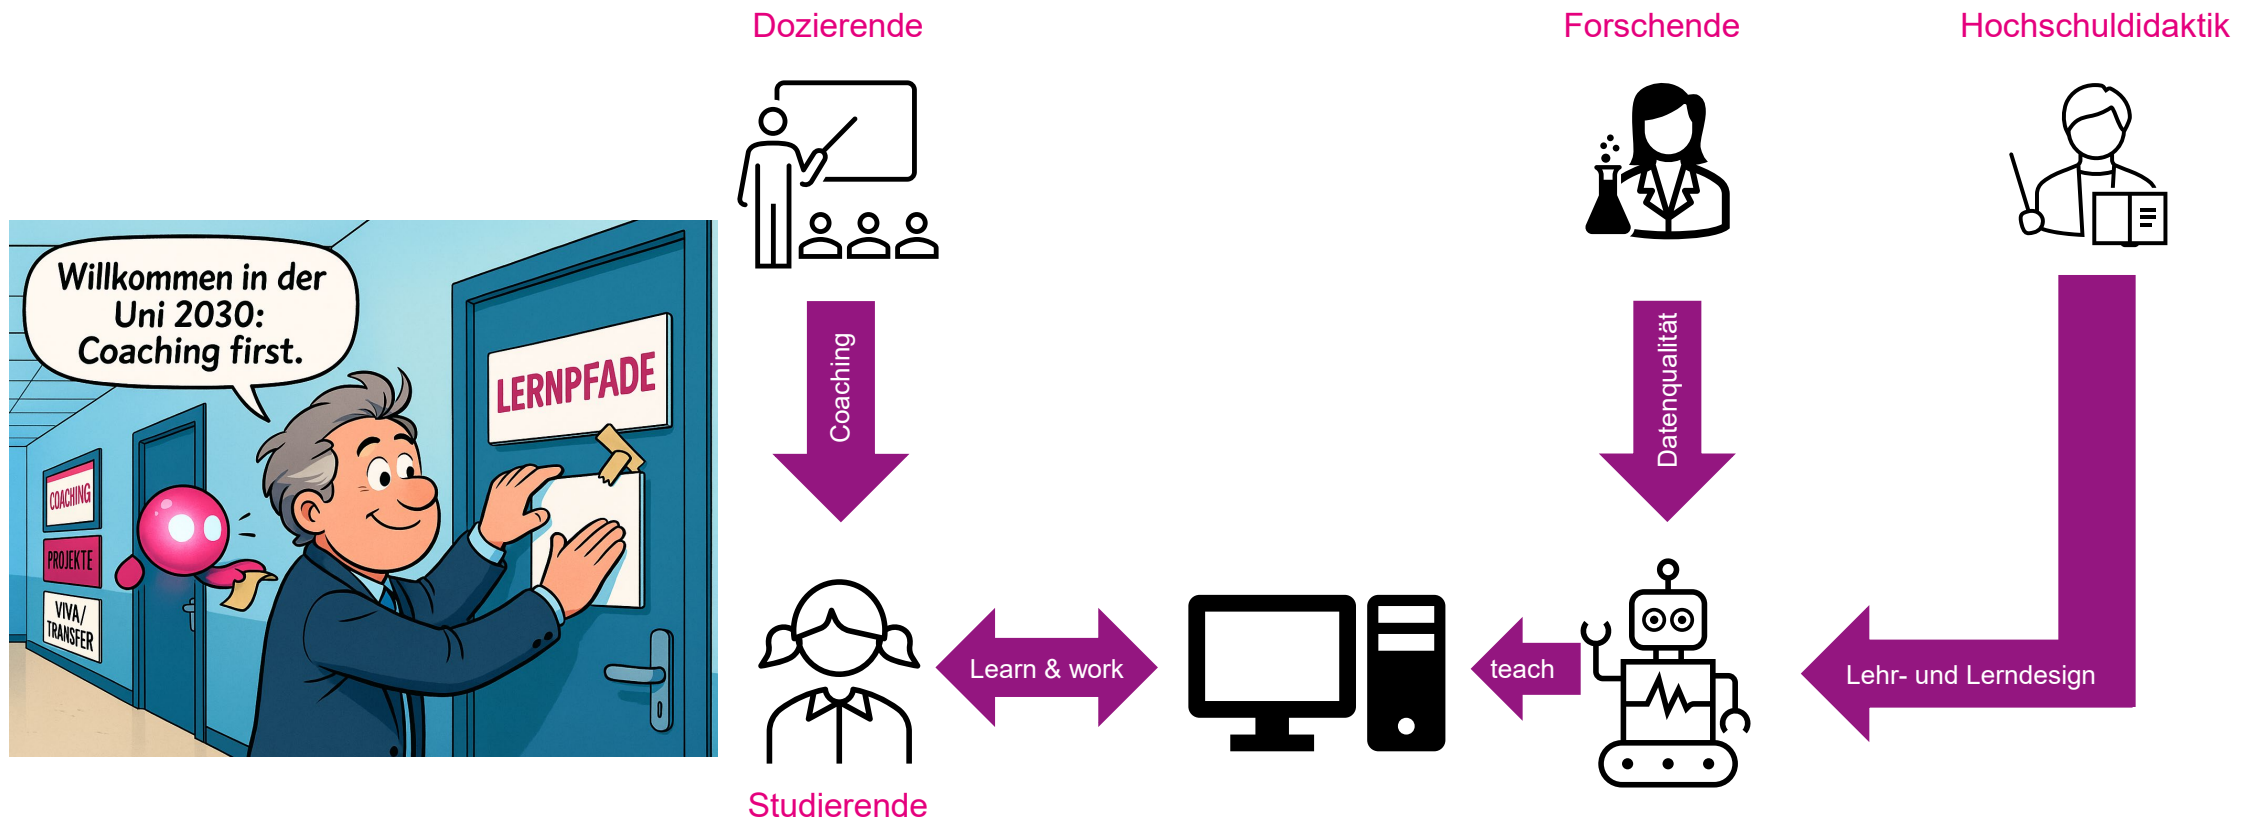 Dozierende
Forschende
Hochschuldidaktik
Willkommen in der
Uni 2030:
Coaching first.
LERNPFADE
COACHING
PROJEKTE
VIVA/
TRANSFER
Coaching
Datenqualität
Learn & work
teach
Lehr- und Lerndesign
Studierende